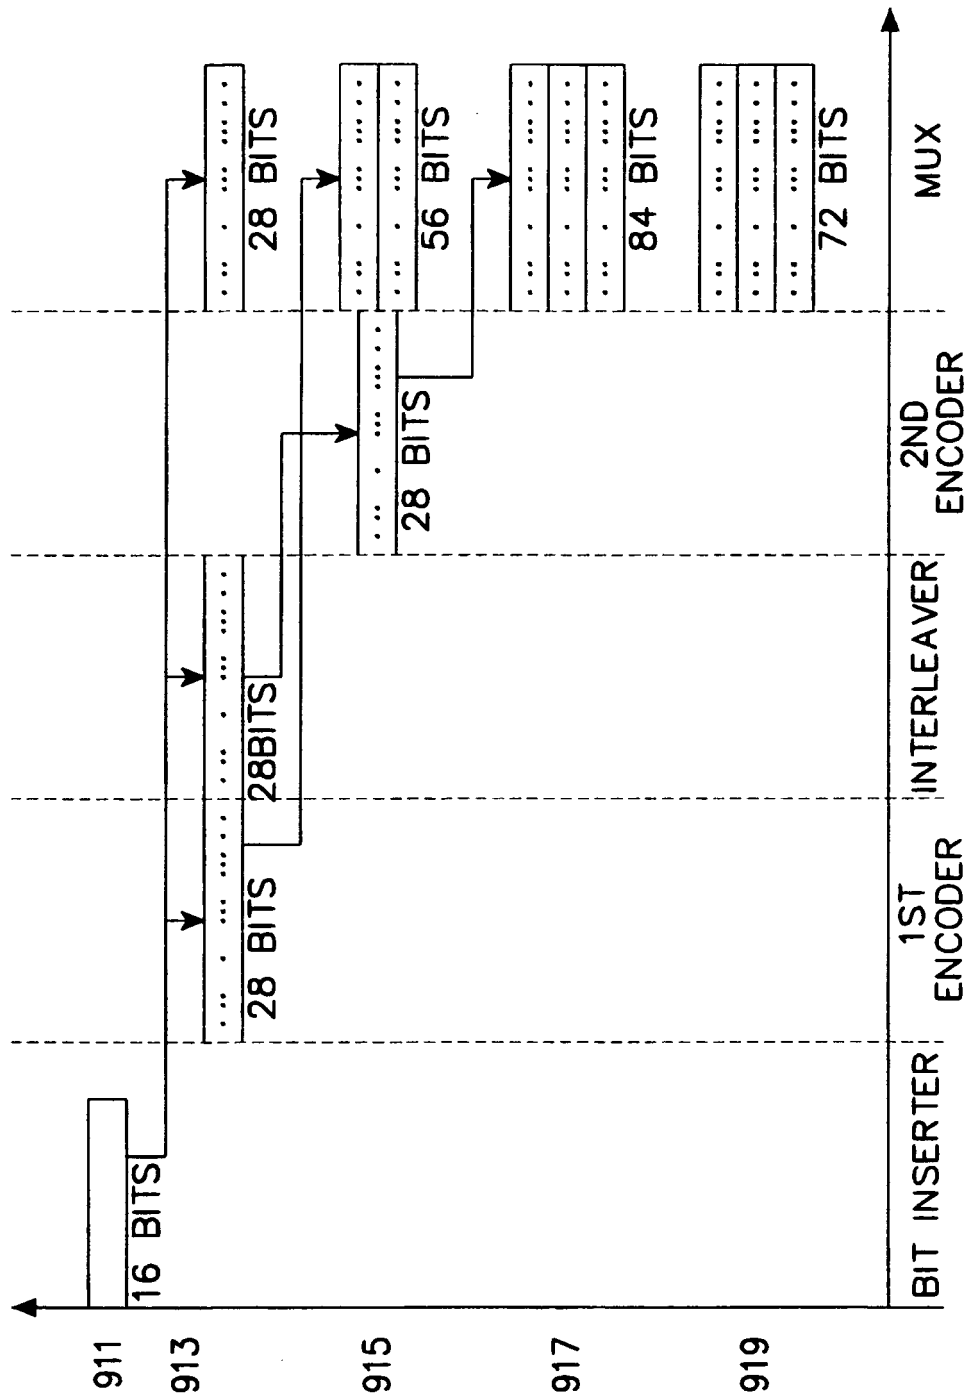 911
16 BITS
913
28 BITS
28BITS
28 BITS
915
28 BITS
56 BITS
917
84 BITS
919
72 BITS
BIT INSERTER
1ST
ENCODER
INTERLEAVER
2ND
ENCODER
MUX